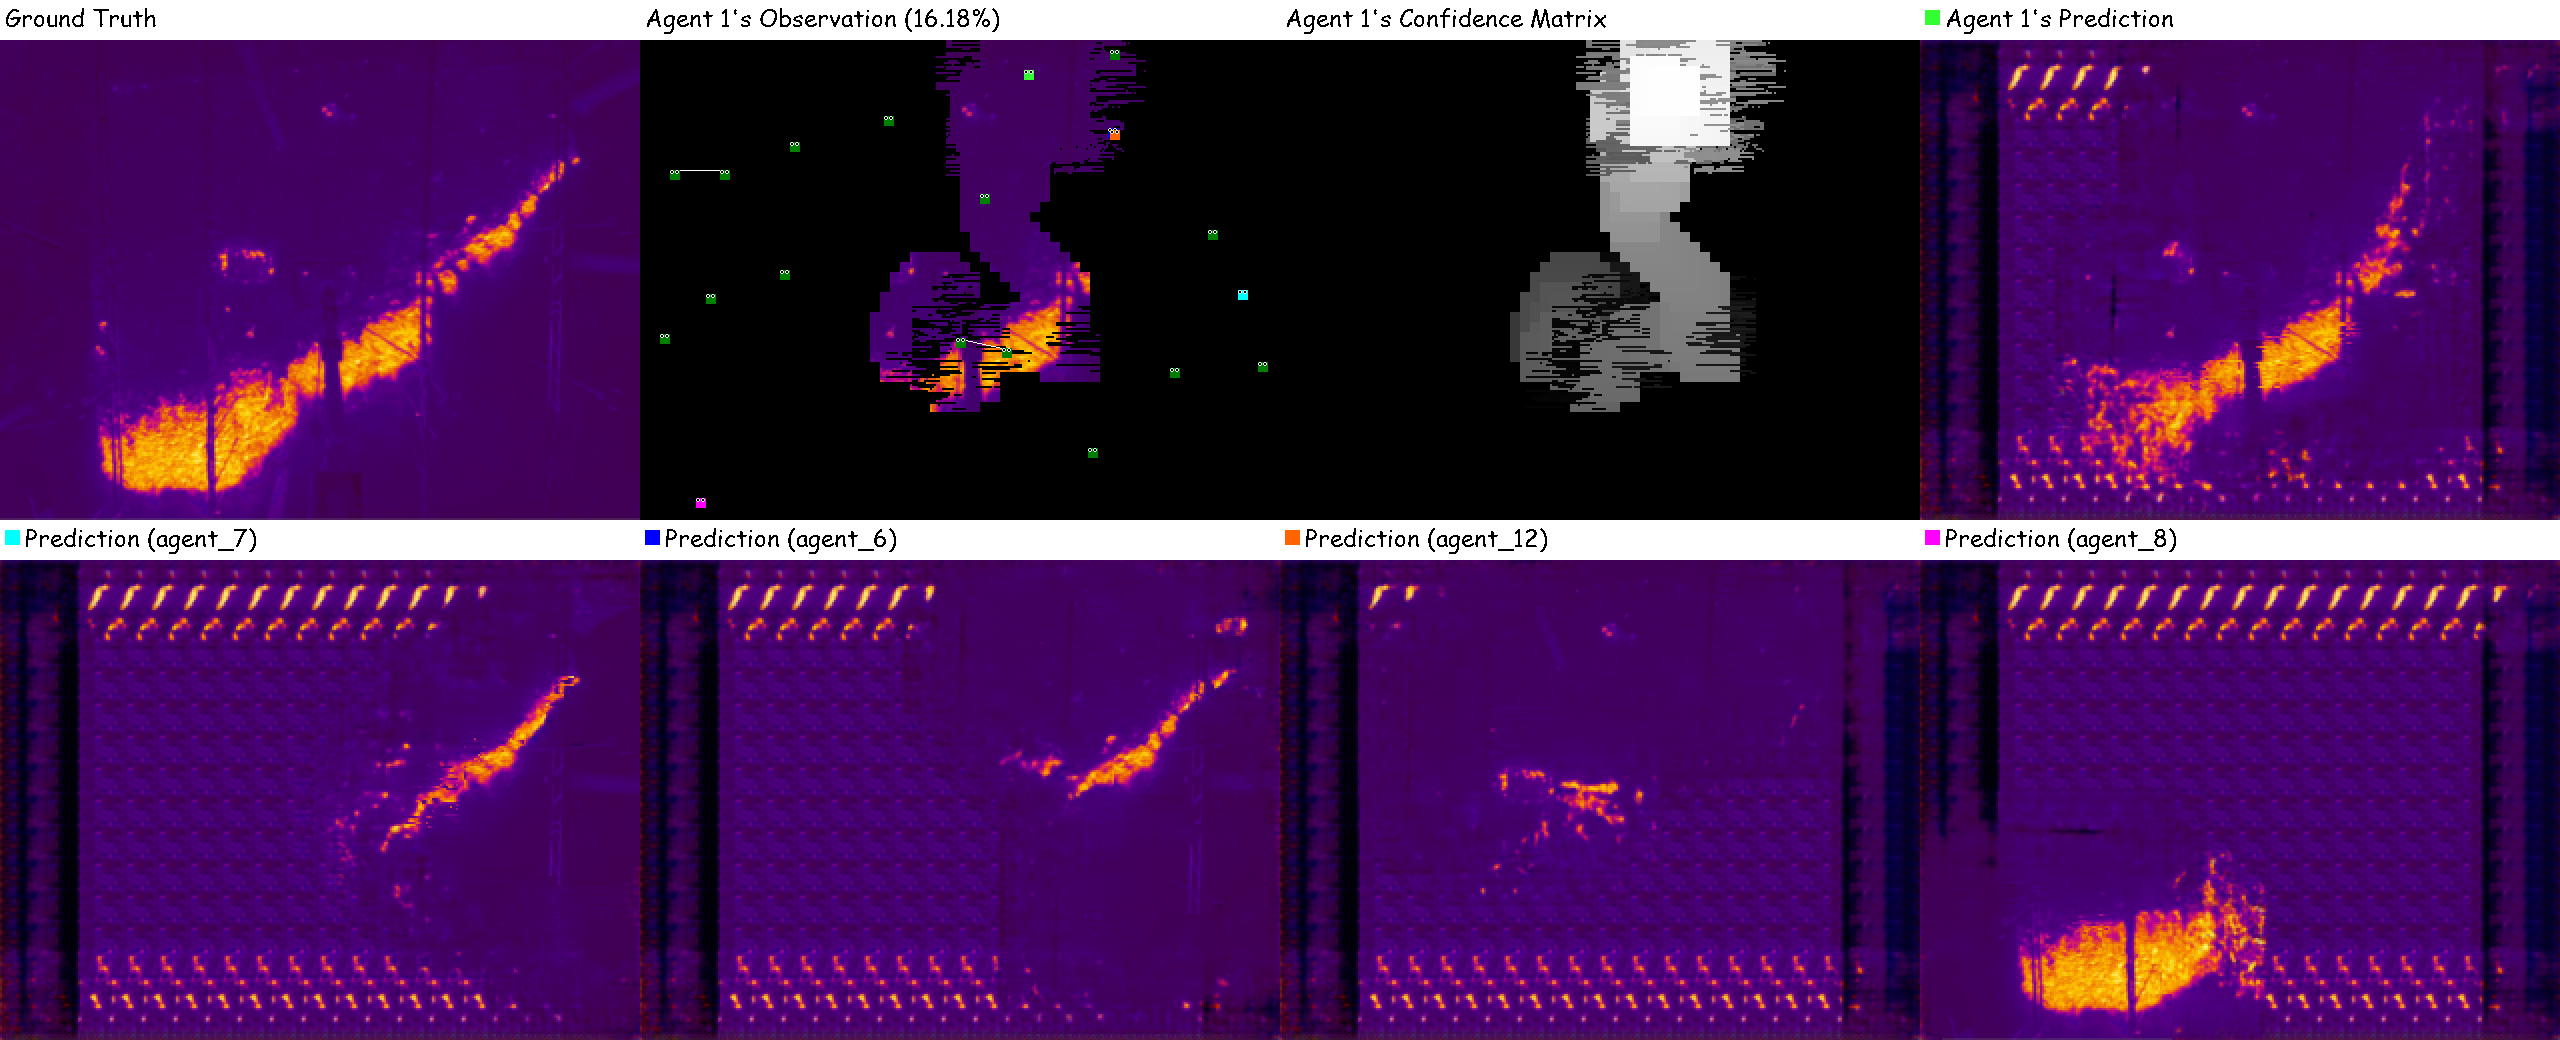 Ground Truth
Agent 1's Observation (16.18%)
Agent 1's Confidence Matrix
Agent 1's Prediction
Prediction (agent_7)
Prediction (agent_6)
Prediction (agent_12)
Prediction (agent_8)